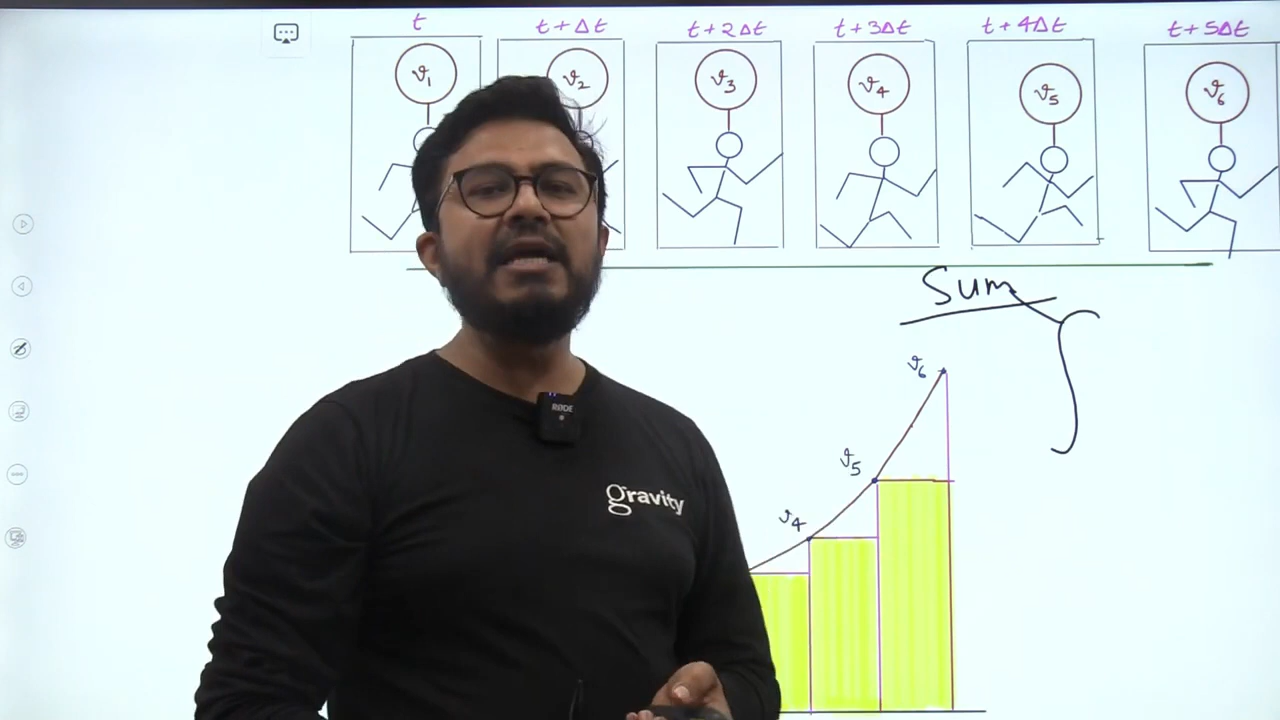 t t + Δt t + 2Δt t + 3Δt t + 4Δt t + 5Δt
v₁ v₂ v₃ v₄ v₅ v₆
Sum ∫
v₆
v₅
v₄
RØDE
gravity